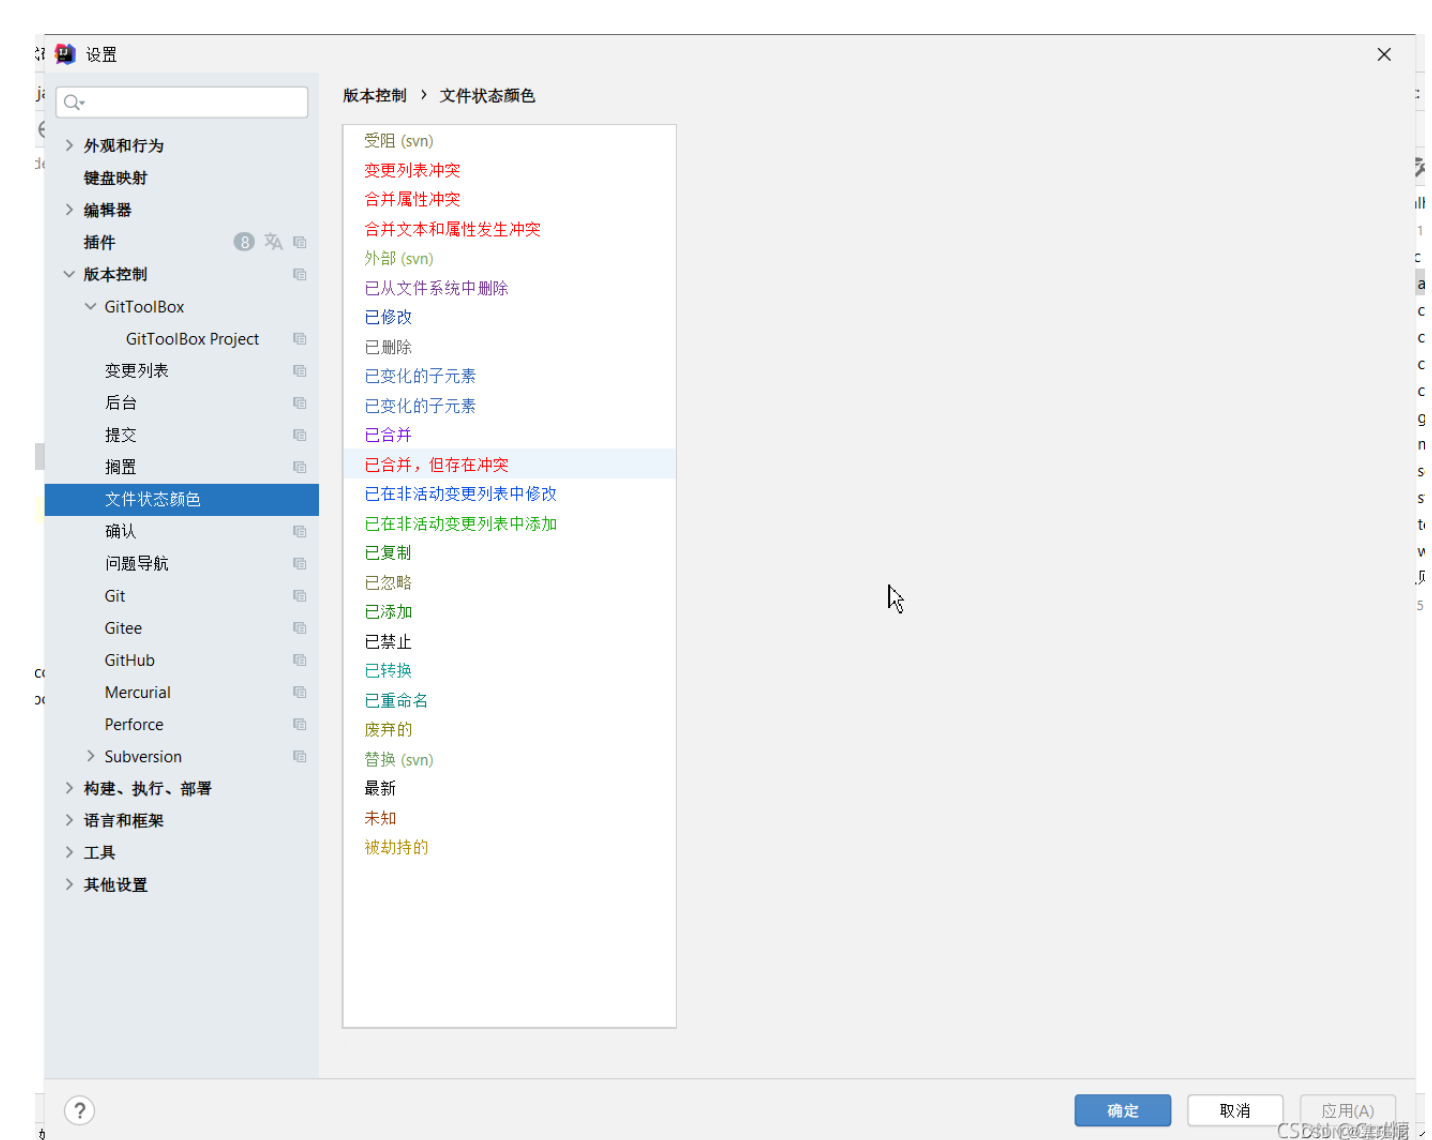 设置
版本控制 › 文件状态颜色
外观和行为
键盘映射
编辑器
插件 8
版本控制
GitToolBox
GitToolBox Project
变更列表
后台
提交
搁置
文件状态颜色
确认
问题导航
Git
Gitee
GitHub
Mercurial
Perforce
Subversion
构建、执行、部署
语言和框架
工具
其他设置
受阻 (svn)
变更列表冲突
合并属性冲突
合并文本和属性发生冲突
外部 (svn)
已从文件系统中删除
已修改
已删除
已变化的子元素
已变化的子元素
已合并
已合并，但存在冲突
已在非活动变更列表中修改
已在非活动变更列表中添加
已复制
已忽略
已添加
已禁止
已转换
已重命名
废弃的
替换 (svn)
最新
未知
被劫持的
?
确定
取消
应用(A)